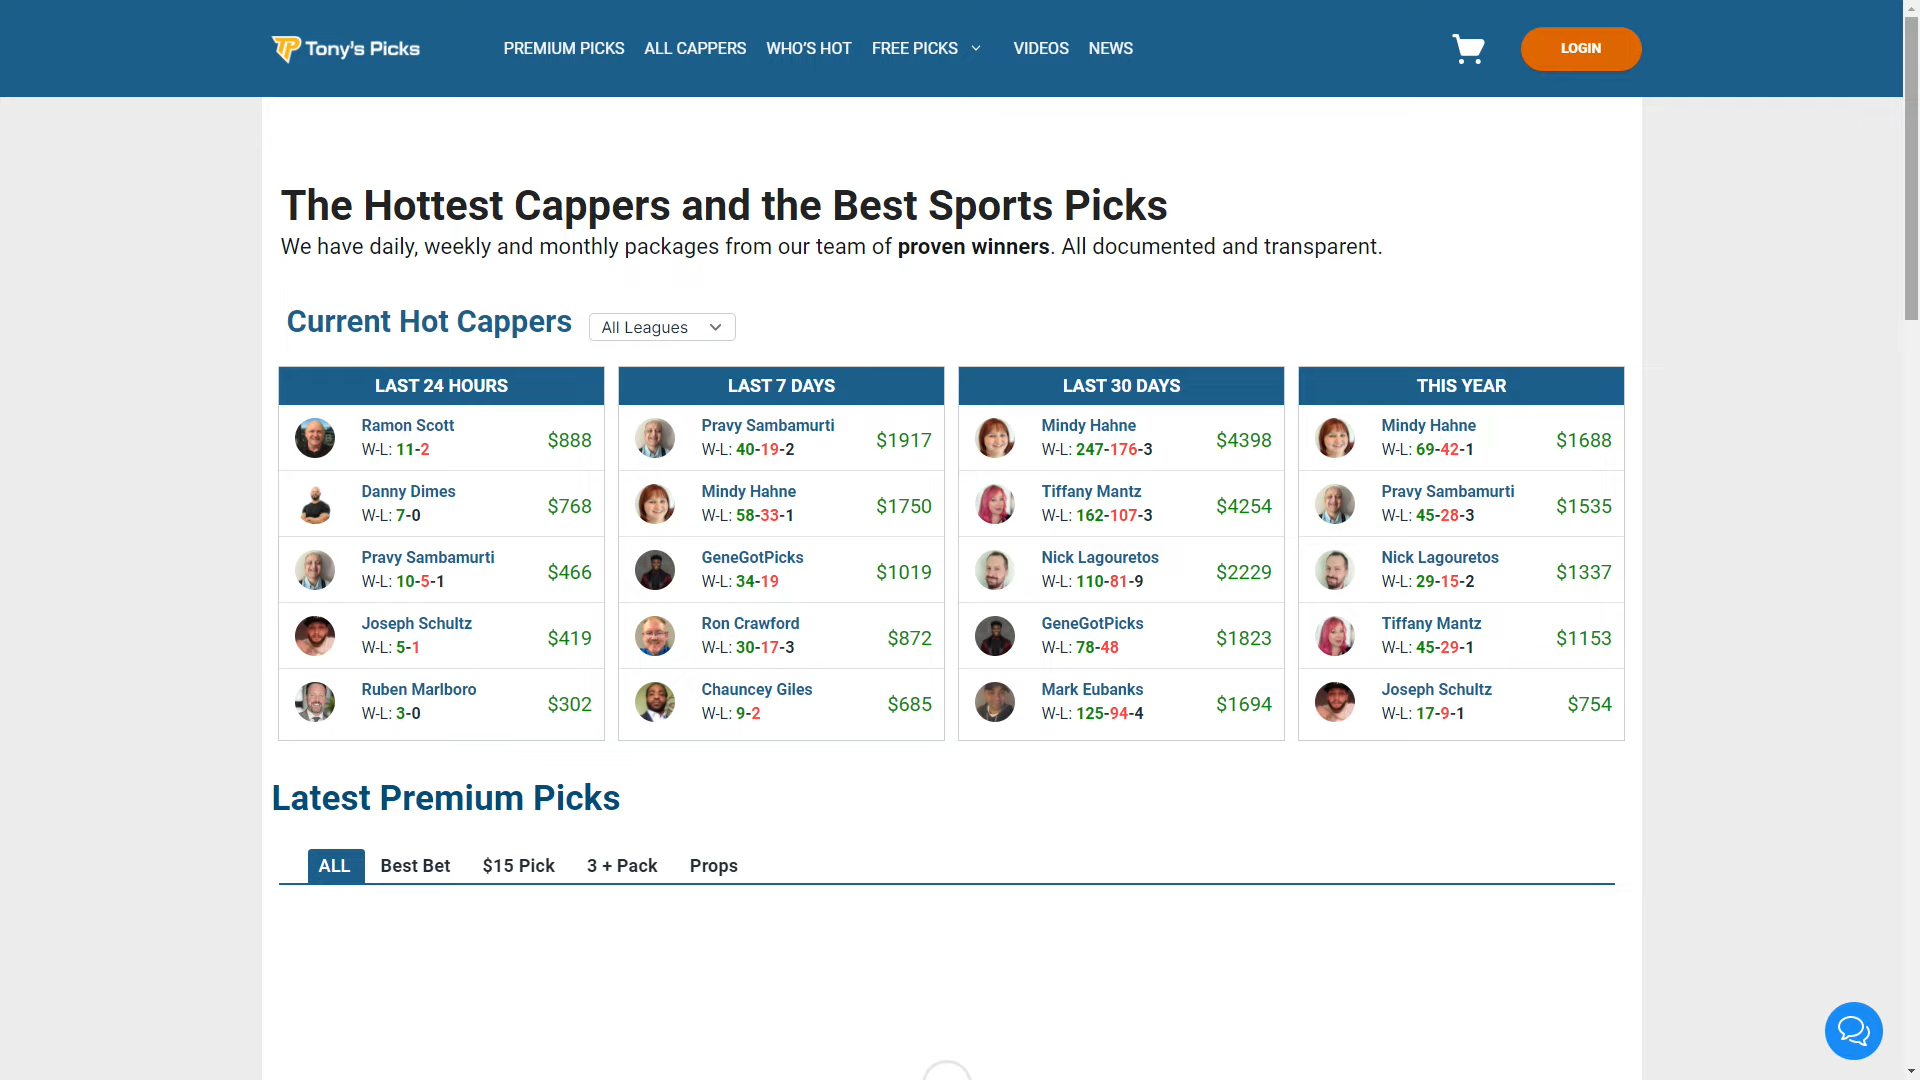 Tony's Picks
PREMIUM PICKS ALL CAPPERS WHO'S HOT FREE PICKS VIDEOS NEWS
LOGIN
The Hottest Cappers and the Best Sports Picks
We have daily, weekly and monthly packages from our team of proven winners. All documented and transparent.
Current Hot Cappers
All Leagues
LAST 24 HOURS
Ramon Scott
W-L: 11-2
$888
Danny Dimes
W-L: 7-0
$768
Pravy Sambamurti
W-L: 10-5-1
$466
Joseph Schultz
W-L: 5-1
$419
Ruben Marlboro
W-L: 3-0
$302
LAST 7 DAYS
Pravy Sambamurti
W-L: 40-19-2
$1917
Mindy Hahne
W-L: 58-33-1
$1750
GeneGotPicks
W-L: 34-19
$1019
Ron Crawford
W-L: 30-17-3
$872
Chauncey Giles
W-L: 9-2
$685
LAST 30 DAYS
Mindy Hahne
W-L: 247-176-3
$4398
Tiffany Mantz
W-L: 162-107-3
$4254
Nick Lagouretos
W-L: 110-81-9
$2229
GeneGotPicks
W-L: 78-48
$1823
Mark Eubanks
W-L: 125-94-4
$1694
THIS YEAR
Mindy Hahne
W-L: 69-42-1
$1688
Pravy Sambamurti
W-L: 45-28-3
$1535
Nick Lagouretos
W-L: 29-15-2
$1337
Tiffany Mantz
W-L: 45-29-1
$1153
Joseph Schultz
W-L: 17-9-1
$754
Latest Premium Picks
ALL Best Bet $15 Pick 3 + Pack Props